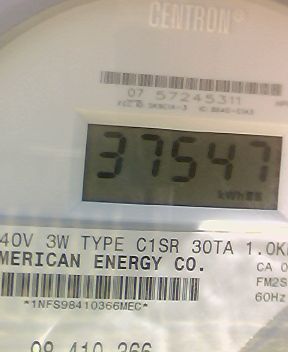 CENTRON®
07 57245311
37547
kWh
40V 3W TYPE C1SR 30TA 1.0K
MERICAN ENERGY CO.
CA 0
FM2S
*1NFS98410366MEC*
60Hz
98 410 366